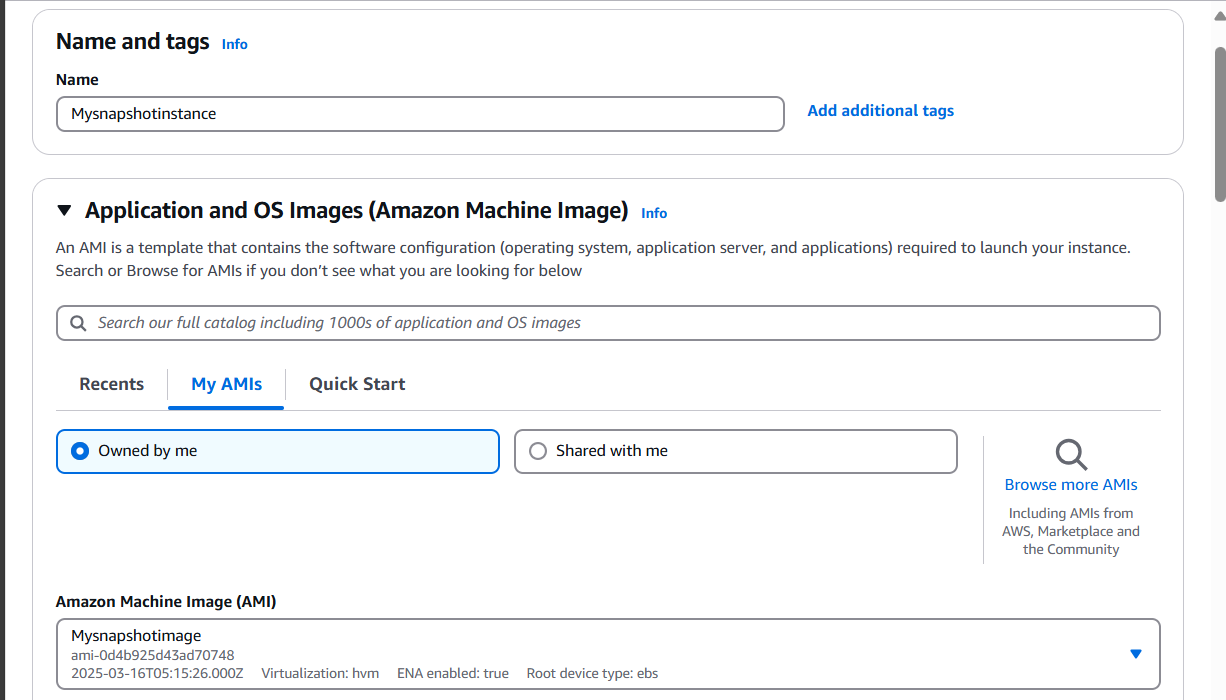 Name and tags Info
Name
Mysnapshotinstance
Add additional tags
Application and OS Images (Amazon Machine Image) Info
An AMI is a template that contains the software configuration (operating system, application server, and applications) required to launch your instance.
Search or Browse for AMIs if you don’t see what you are looking for below
Search our full catalog including 1000s of application and OS images
Recents My AMIs Quick Start
Owned by me Shared with me
Browse more AMIs
Including AMIs from
AWS, Marketplace and
the Community
Amazon Machine Image (AMI)
Mysnapshotimage
ami-0d4b925d43ad70748
2025-03-16T05:15:26.000Z Virtualization: hvm ENA enabled: true Root device type: ebs